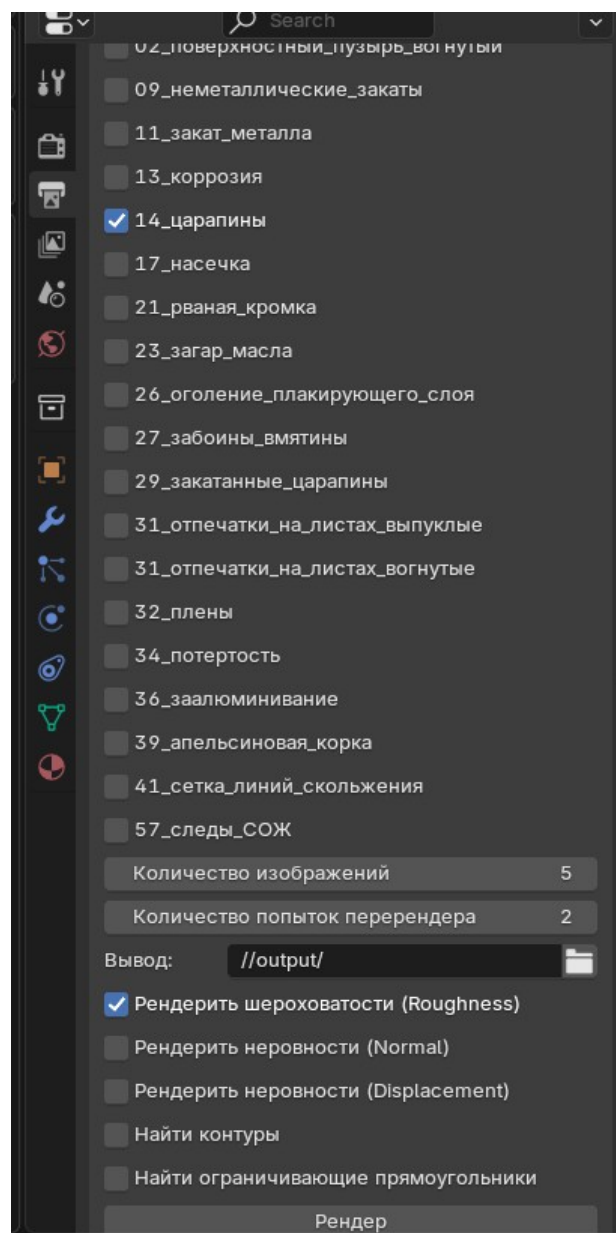 Search
02_поверхностный_пузырь_вогнутый
09_неметаллические_закаты
11_закат_металла
13_коррозия
14_царапины
17_насечка
21_рваная_кромка
23_загар_масла
26_оголение_плакирующего_слоя
27_забоины_вмятины
29_закатанные_царапины
31_отпечатки_на_листах_выпуклые
31_отпечатки_на_листах_вогнутые
32_плены
34_потертость
36_заалюминивание
39_апельсиновая_корка
41_сетка_линий_скольжения
57_следы_СОЖ
Количество изображений 5
Количество попыток перерендера 2
Вывод: //output/
Рендерить шероховатости (Roughness)
Рендерить неровности (Normal)
Рендерить неровности (Displacement)
Найти контуры
Найти ограничивающие прямоугольники
Рендер